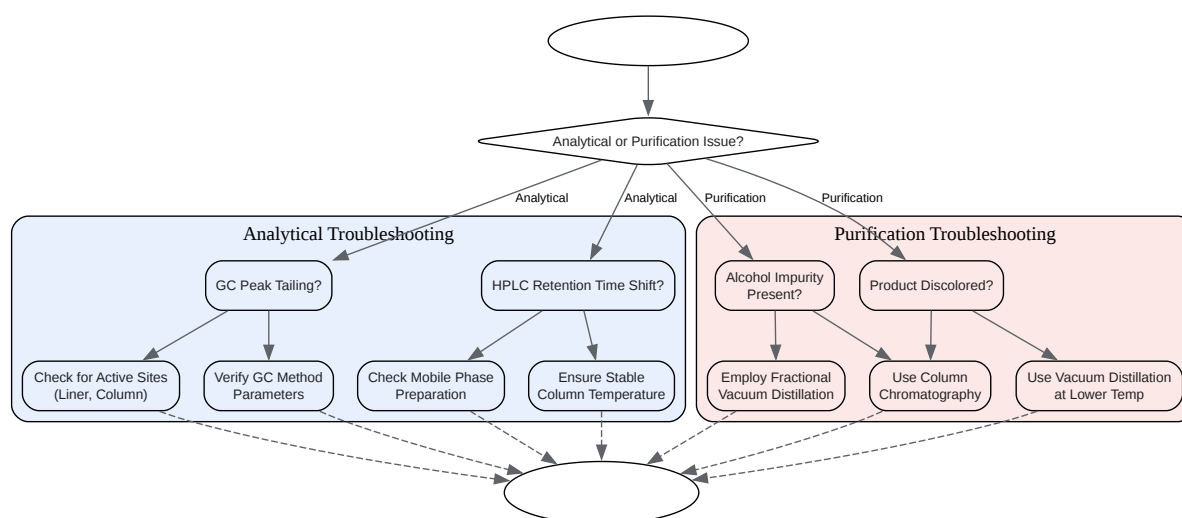 Analytical or Purification Issue?
Analytical
Analytical
Purification
Purification
Analytical Troubleshooting
Purification Troubleshooting
GC Peak Tailing?
HPLC Retention Time Shift?
Alcohol Impurity
Present?
Product Discolored?
Check for Active Sites
(Liner, Column)
Verify GC Method
Parameters
Check Mobile Phase
Preparation
Ensure Stable
Column Temperature
Employ Fractional
Vacuum Distillation
Use Column
Chromatography
Use Vacuum Distillation
at Lower Temp